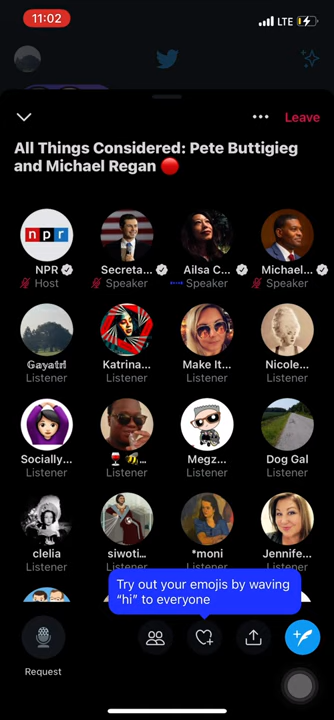 11:02
LTE
Leave
All Things Considered: Pete Buttigieg
and Michael Regan
npr
NPR Secreta... Ailsa C... Michael...
Host Speaker Speaker Speaker
Gayatri Katrina... Make It... Nicole...
Listener Listener Listener Listener
Socially... ... Megz... Dog Gal
Listener Listener Listener Listener
clelia siwoti... *moni Jennife...
Listener Listener
Try out your emojis by waving
“hi” to everyone
Request